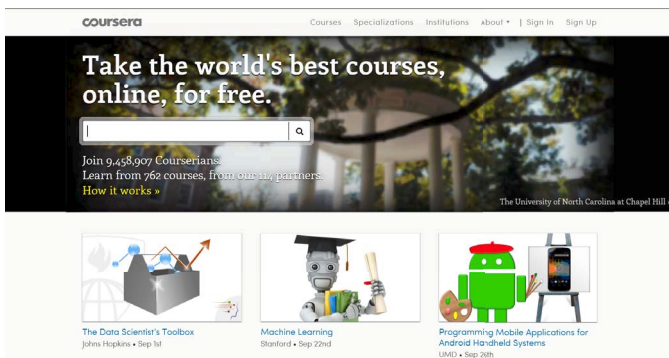 coursera
Courses Specializations Institutions About ▾ | Sign In Sign Up
Take the world's best courses,
online, for free.
Join 9,458,907 Courserians.
Learn from 762 courses, from our 114 partners.
How it works »
The University of North Carolina at Chapel Hill
The Data Scientist's Toolbox
Johns Hopkins • Sep 1st
Machine Learning
Stanford • Sep 22nd
Programming Mobile Applications for
Android Handheld Systems
UMD • Sep 26th